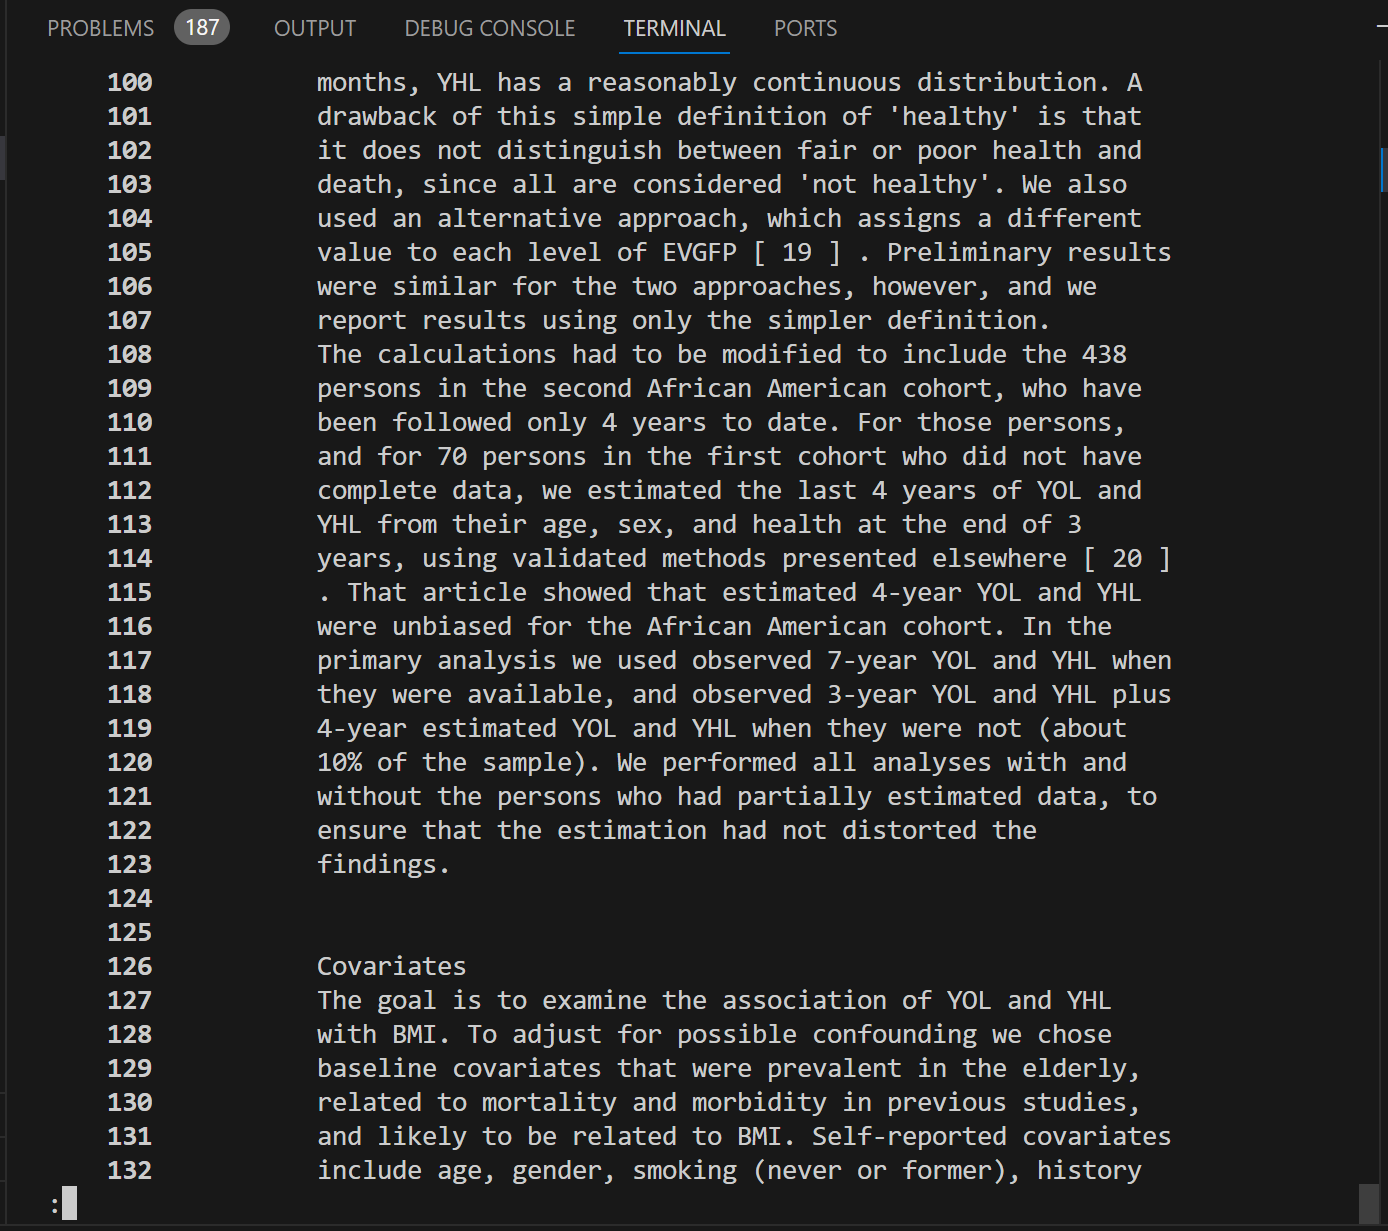 PROBLEMS 187 OUTPUT DEBUG CONSOLE TERMINAL PORTS
100 months, YHL has a reasonably continuous distribution. A
101 drawback of this simple definition of 'healthy' is that
102 it does not distinguish between fair or poor health and
103 death, since all are considered 'not healthy'. We also
104 used an alternative approach, which assigns a different
105 value to each level of EVGFP [ 19 ] . Preliminary results
106 were similar for the two approaches, however, and we
107 report results using only the simpler definition.
108 The calculations had to be modified to include the 438
109 persons in the second African American cohort, who have
110 been followed only 4 years to date. For those persons,
111 and for 70 persons in the first cohort who did not have
112 complete data, we estimated the last 4 years of YOL and
113 YHL from their age, sex, and health at the end of 3
114 years, using validated methods presented elsewhere [ 20 ]
115 . That article showed that estimated 4-year YOL and YHL
116 were unbiased for the African American cohort. In the
117 primary analysis we used observed 7-year YOL and YHL when
118 they were available, and observed 3-year YOL and YHL plus
119 4-year estimated YOL and YHL when they were not (about
120 10% of the sample). We performed all analyses with and
121 without the persons who had partially estimated data, to
122 ensure that the estimation had not distorted the
123 findings.
124
125
126 Covariates
127 The goal is to examine the association of YOL and YHL
128 with BMI. To adjust for possible confounding we chose
129 baseline covariates that were prevalent in the elderly,
130 related to mortality and morbidity in previous studies,
131 and likely to be related to BMI. Self-reported covariates
132 include age, gender, smoking (never or former), history
: